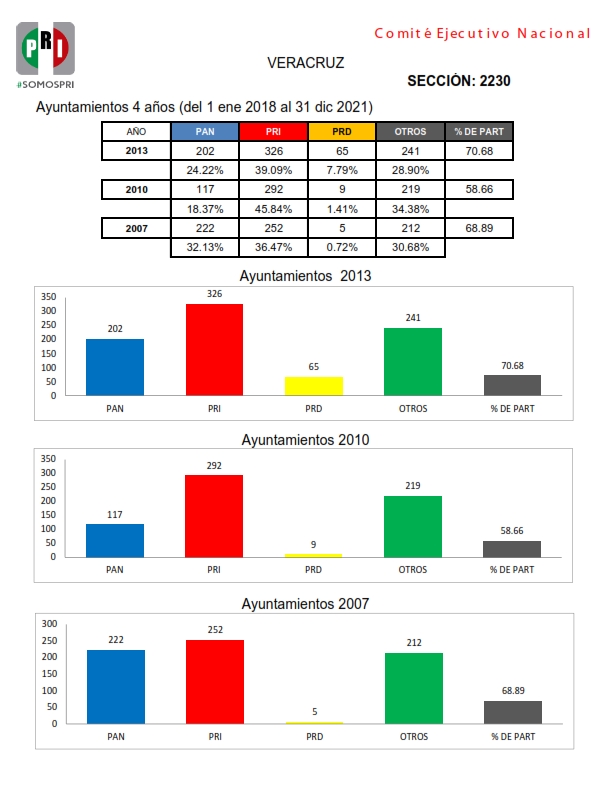 Comité Ejecutivo Nacional
PRI
#SOMOSPRI
VERACRUZ
SECCIÓN: 2230
Ayuntamientos 4 años (del 1 ene 2018 al 31 dic 2021)
AÑO PAN PRI PRD OTROS % DE PART
2013 202 326 65 241 70.68
24.22% 39.09% 7.79% 28.90%
2010 117 292 9 219 58.66
18.37% 45.84% 1.41% 34.38%
2007 222 252 5 212 68.89
32.13% 36.47% 0.72% 30.68%
Ayuntamientos 2013
350
300
250
200
150
100
50
0
202 326 65 241 70.68
PAN PRI PRD OTROS % DE PART
Ayuntamientos 2010
350
300
250
200
150
100
50
0
117 292 9 219 58.66
PAN PRI PRD OTROS % DE PART
Ayuntamientos 2007
300
250
200
150
100
50
0
222 252 5 212 68.89
PAN PRI PRD OTROS % DE PART